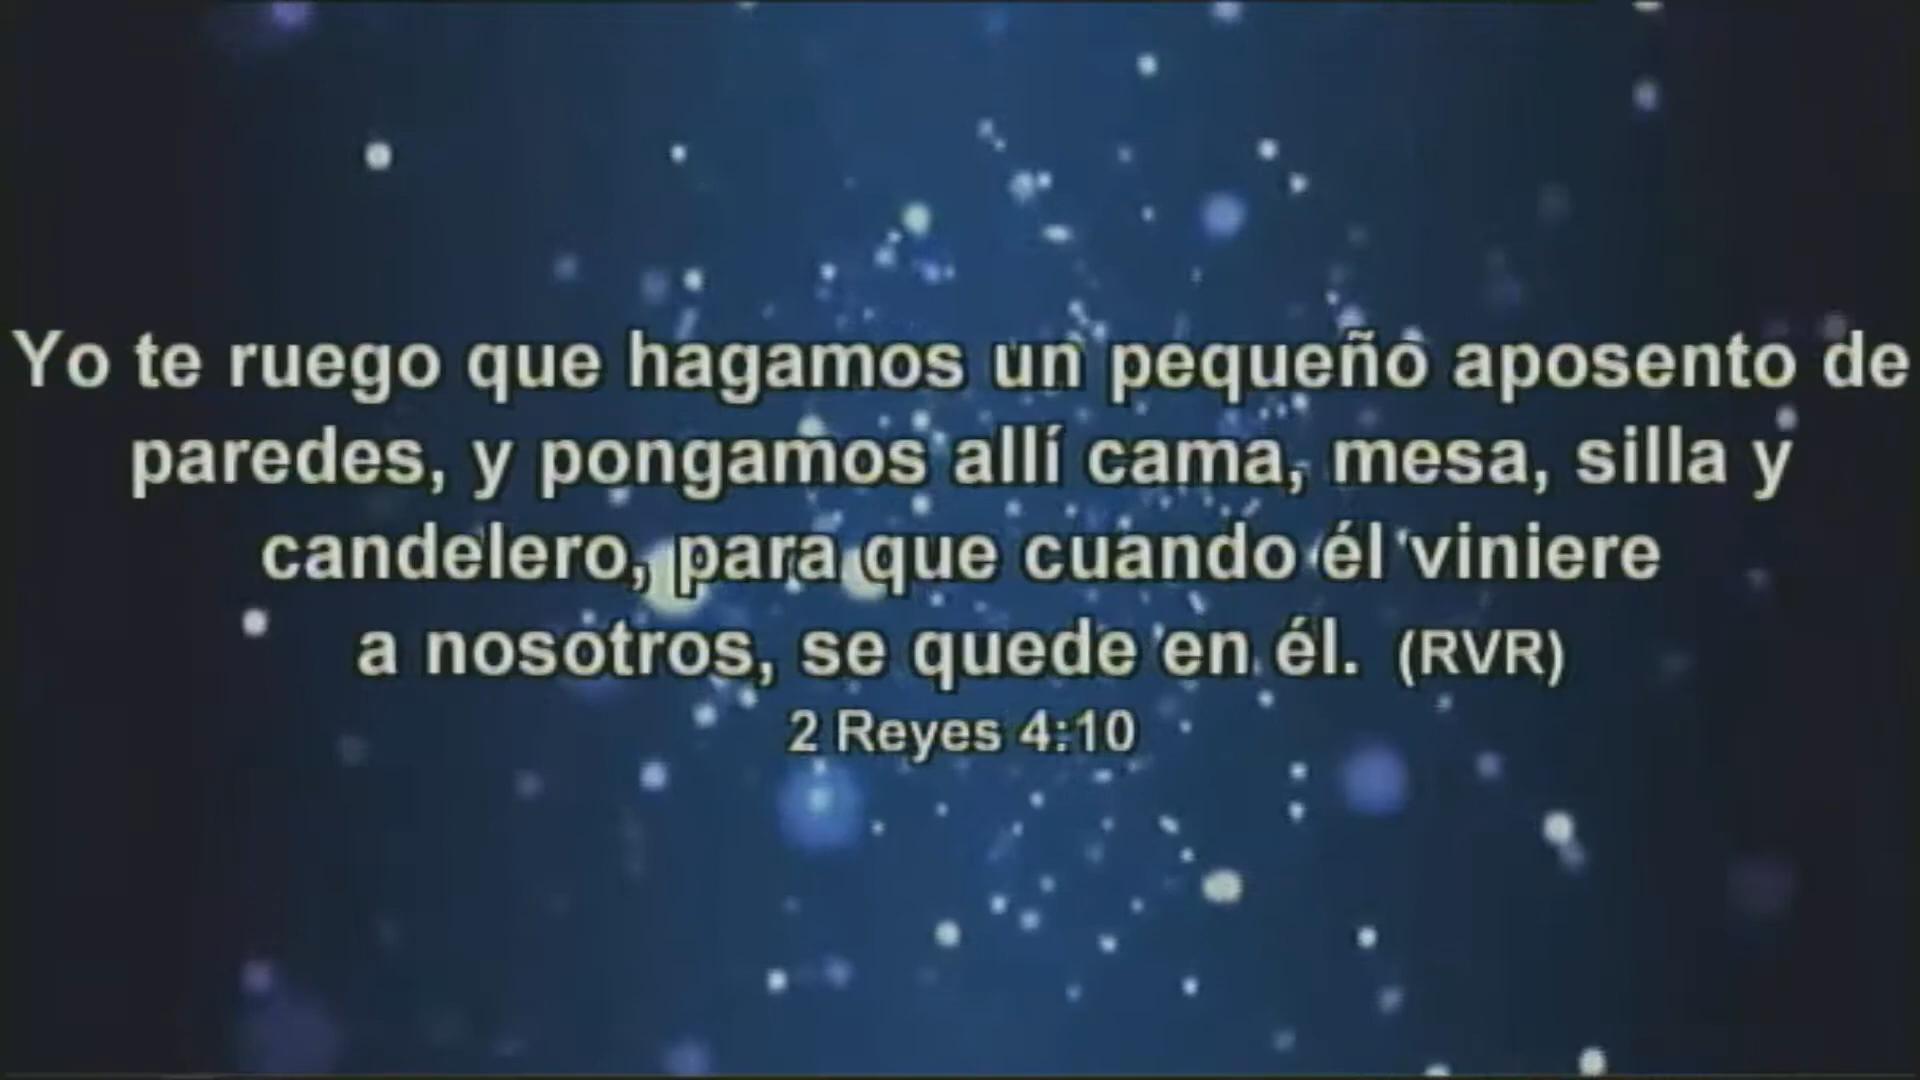 Yo te ruego que hagamos un pequeño aposento de
paredes, y pongamos allí cama, mesa, silla y
candelero, para que cuando él viniere
a nosotros, se quede en él. (RVR)
2 Reyes 4:10